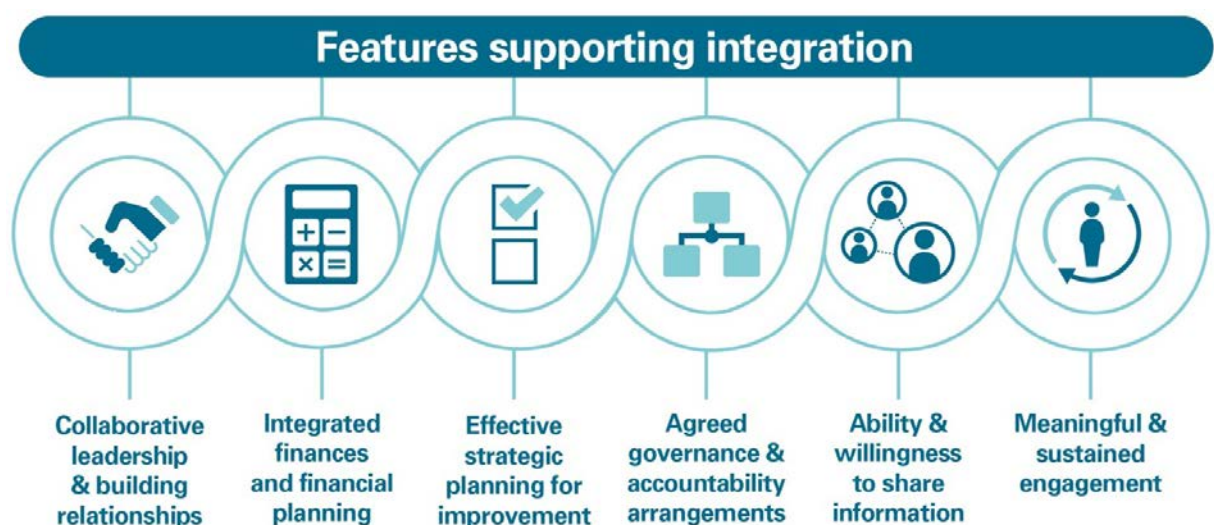 Features supporting integration
Collaborative
leadership
& building
relationships
Integrated
finances
and financial
planning
Effective
strategic
planning for
improvement
Agreed
governance &
accountability
arrangements
Ability &
willingness
to share
information
Meaningful &
sustained
engagement